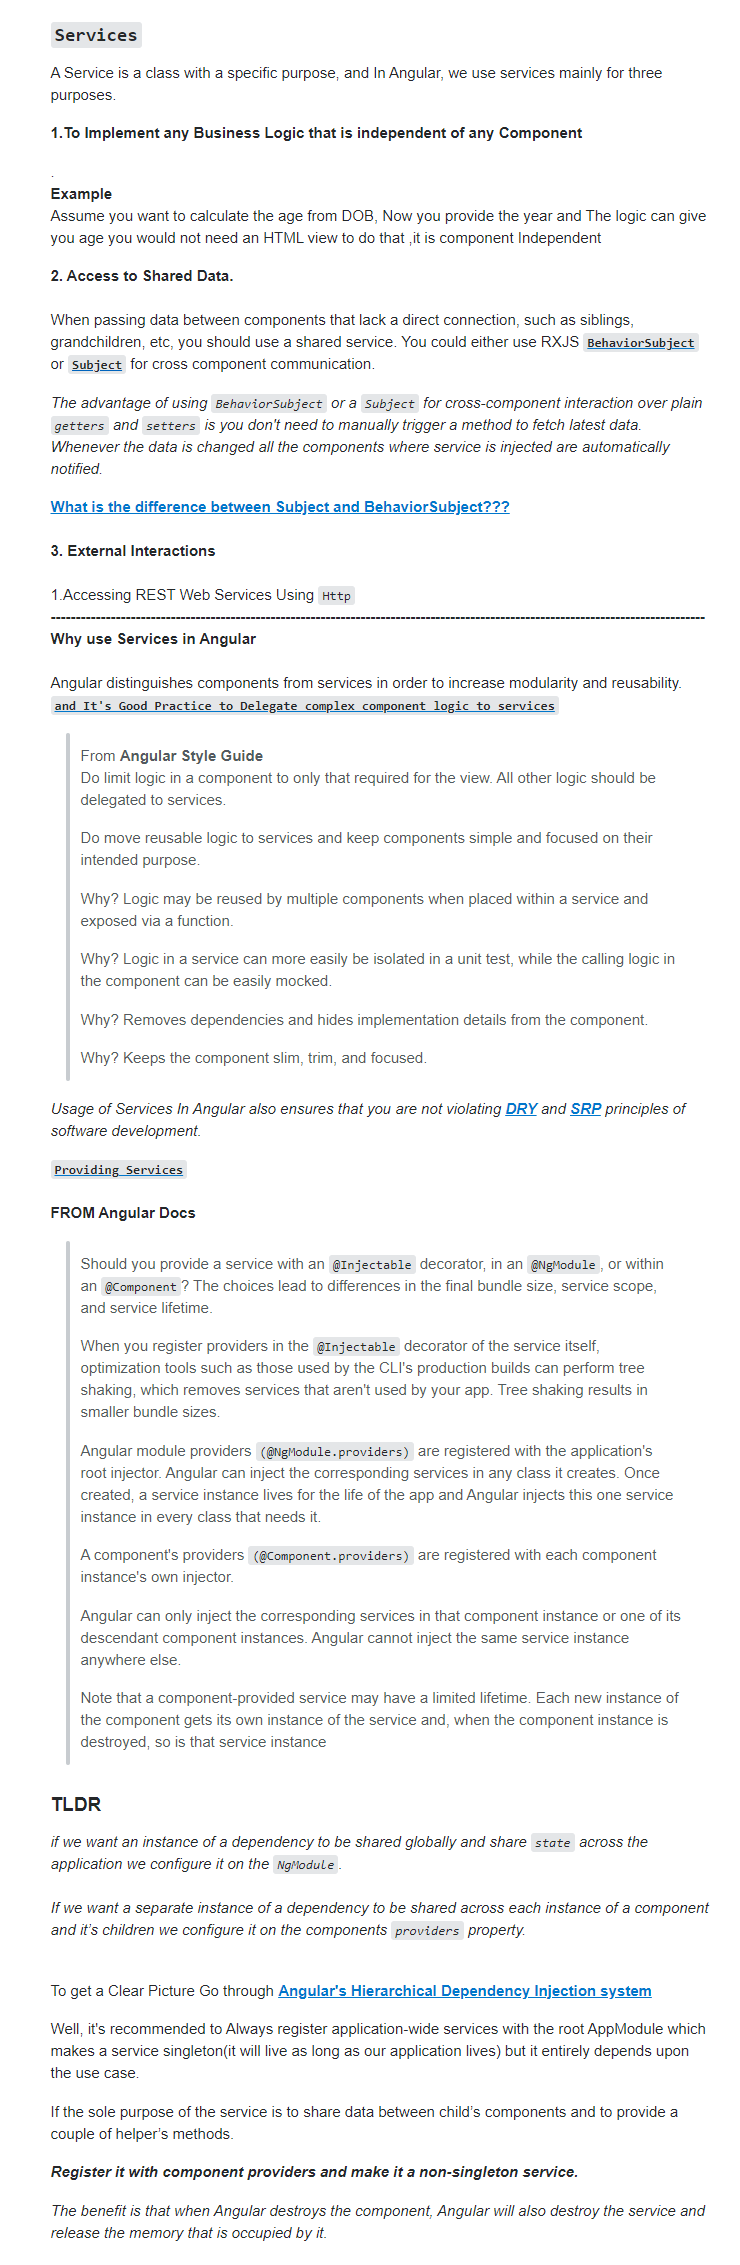 Services
A Service is a class with a specific purpose, and In Angular, we use services mainly for three
purposes.
1.To Implement any Business Logic that is independent of any Component
.
Example
Assume you want to calculate the age from DOB, Now you provide the year and The logic can give
you age you would not need an HTML view to do that ,it is component Independent
2. Access to Shared Data.
When passing data between components that lack a direct connection, such as siblings,
grandchildren, etc, you should use a shared service. You could either use RXJS BehaviorSubject
or Subject for cross component communication.
The advantage of using BehaviorSubject or a Subject for cross-component interaction over plain
getters and setters is you don't need to manually trigger a method to fetch latest data.
Whenever the data is changed all the components where service is injected are automatically
notified.
What is the difference between Subject and BehaviorSubject???
3. External Interactions
1.Accessing REST Web Services Using Http
-----------------------------------------------------------------------------------------------------------------------------------
Why use Services in Angular
Angular distinguishes components from services in order to increase modularity and reusability.
and It's Good Practice to Delegate complex component logic to services
From Angular Style Guide
Do limit logic in a component to only that required for the view. All other logic should be
delegated to services.
Do move reusable logic to services and keep components simple and focused on their
intended purpose.
Why? Logic may be reused by multiple components when placed within a service and
exposed via a function.
Why? Logic in a service can more easily be isolated in a unit test, while the calling logic in
the component can be easily mocked.
Why? Removes dependencies and hides implementation details from the component.
Why? Keeps the component slim, trim, and focused.
Usage of Services In Angular also ensures that you are not violating DRY and SRP principles of
software development.
Providing Services
FROM Angular Docs
Should you provide a service with an @Injectable decorator, in an @NgModule, or within
an @Component? The choices lead to differences in the final bundle size, service scope,
and service lifetime.
When you register providers in the @Injectable decorator of the service itself,
optimization tools such as those used by the CLI's production builds can perform tree
shaking, which removes services that aren't used by your app. Tree shaking results in
smaller bundle sizes.
Angular module providers (@NgModule.providers) are registered with the application's
root injector. Angular can inject the corresponding services in any class it creates. Once
created, a service instance lives for the life of the app and Angular injects this one service
instance in every class that needs it.
A component's providers (@Component.providers) are registered with each component
instance's own injector.
Angular can only inject the corresponding services in that component instance or one of its
descendant component instances. Angular cannot inject the same service instance
anywhere else.
Note that a component-provided service may have a limited lifetime. Each new instance of
the component gets its own instance of the service and, when the component instance is
destroyed, so is that service instance
TLDR
if we want an instance of a dependency to be shared globally and share state across the
application we configure it on the NgModule.
If we want a separate instance of a dependency to be shared across each instance of a component
and it's children we configure it on the components providers property.
To get a Clear Picture Go through Angular's Hierarchical Dependency Injection system
Well, it's recommended to Always register application-wide services with the root AppModule which
makes a service singleton(it will live as long as our application lives) but it entirely depends upon
the use case.
If the sole purpose of the service is to share data between child's components and to provide a
couple of helper's methods.
Register it with component providers and make it a non-singleton service.
The benefit is that when Angular destroys the component, Angular will also destroy the service and
release the memory that is occupied by it.